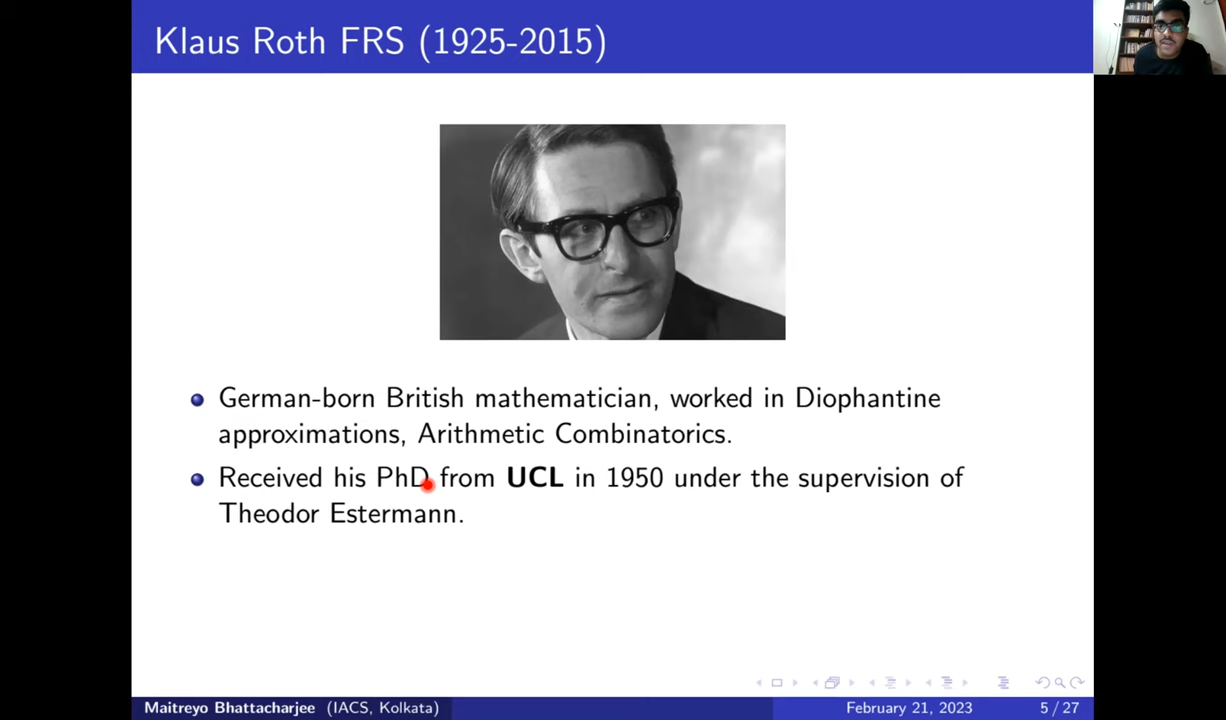 Klaus Roth FRS (1925-2015)
German-born British mathematician, worked in Diophantine
approximations, Arithmetic Combinatorics.
Received his PhD from UCL in 1950 under the supervision of
Theodor Estermann.
Maitreyo Bhattacharjee (IACS, Kolkata) February 21, 2023 5 / 27